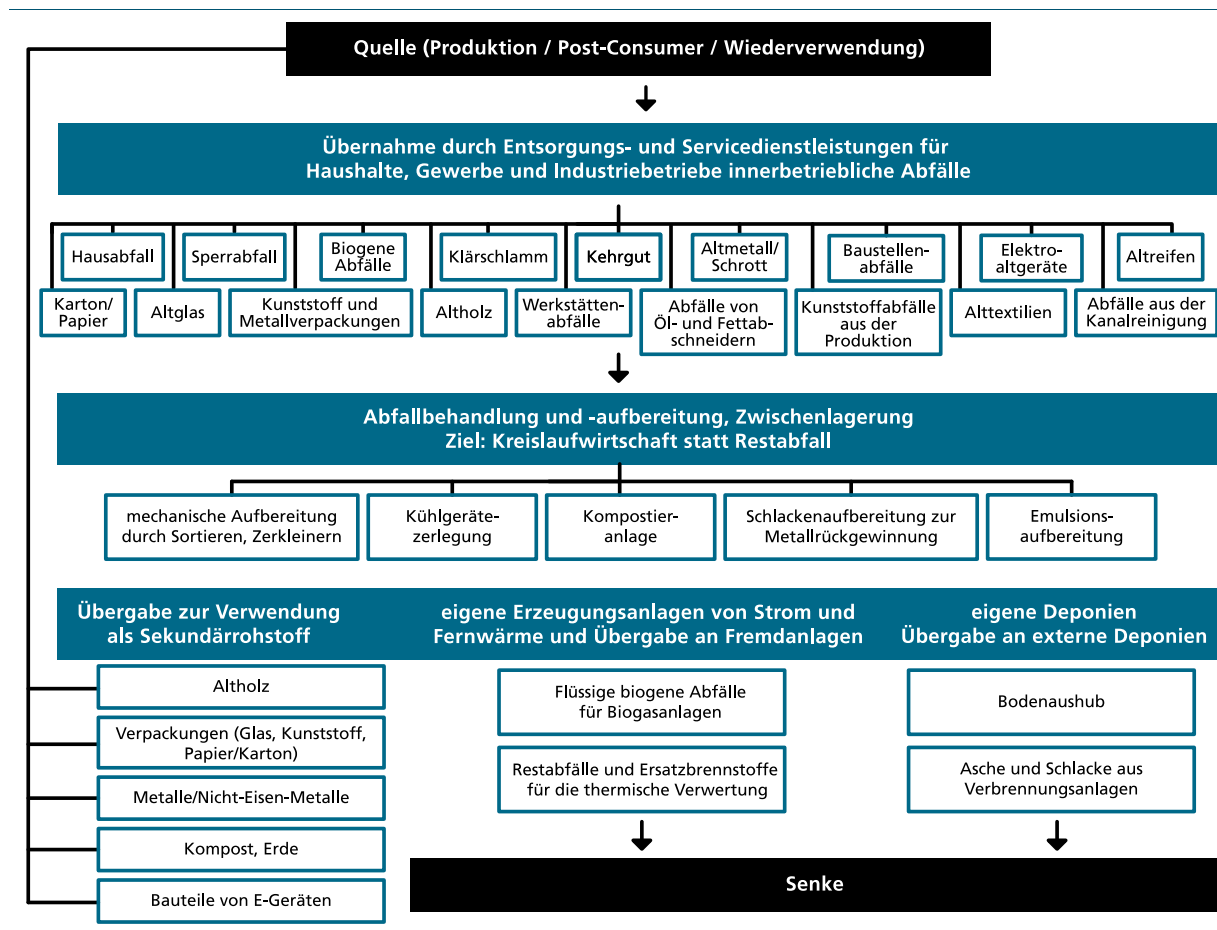 Quelle (Produktion / Post-Consumer / Wiederverwendung)
Übernahme durch Entsorgungs- und Servicedienstleistungen für
Haushalte, Gewerbe und Industriebetriebe innerbetriebliche Abfälle
Hausabfall
Sperrabfall
Biogene
Abfälle
Klärschlamm
Kehrgut
Altmetall/
Schrott
Baustellen-
abfälle
Elektro-
altgeräte
Altreifen
Karton/
Papier
Altglas
Kunststoff und
Metallverpackungen
Altholz
Werkstätten-
abfälle
Abfälle von
Öl- und Fettab-
schneidern
Kunststoffabfälle
aus der
Produktion
Alttextilien
Abfälle aus der
Kanalreinigung
Abfallbehandlung und -aufbereitung, Zwischenlagerung
Ziel: Kreislaufwirtschaft statt Restabfall
mechanische Aufbereitung
durch Sortieren, Zerkleinern
Kühlgeräte-
zerlegung
Kompostier-
anlage
Schlackenaufbereitung zur
Metallrückgewinnung
Emulsions-
aufbereitung
Übergabe zur Verwendung
als Sekundärrohstoff
Altholz
Verpackungen (Glas, Kunststoff,
Papier/Karton)
Metalle/Nicht-Eisen-Metalle
Kompost, Erde
Bauteile von E-Geräten
eigene Erzeugungsanlagen von Strom und
Fernwärme und Übergabe an Fremdanlagen
Flüssige biogene Abfälle
für Biogasanlagen
Restabfälle und Ersatzbrennstoffe
für die thermische Verwertung
eigene Deponien
Übergabe an externe Deponien
Bodenaushub
Asche und Schlacke aus
Verbrennungsanlagen
Senke